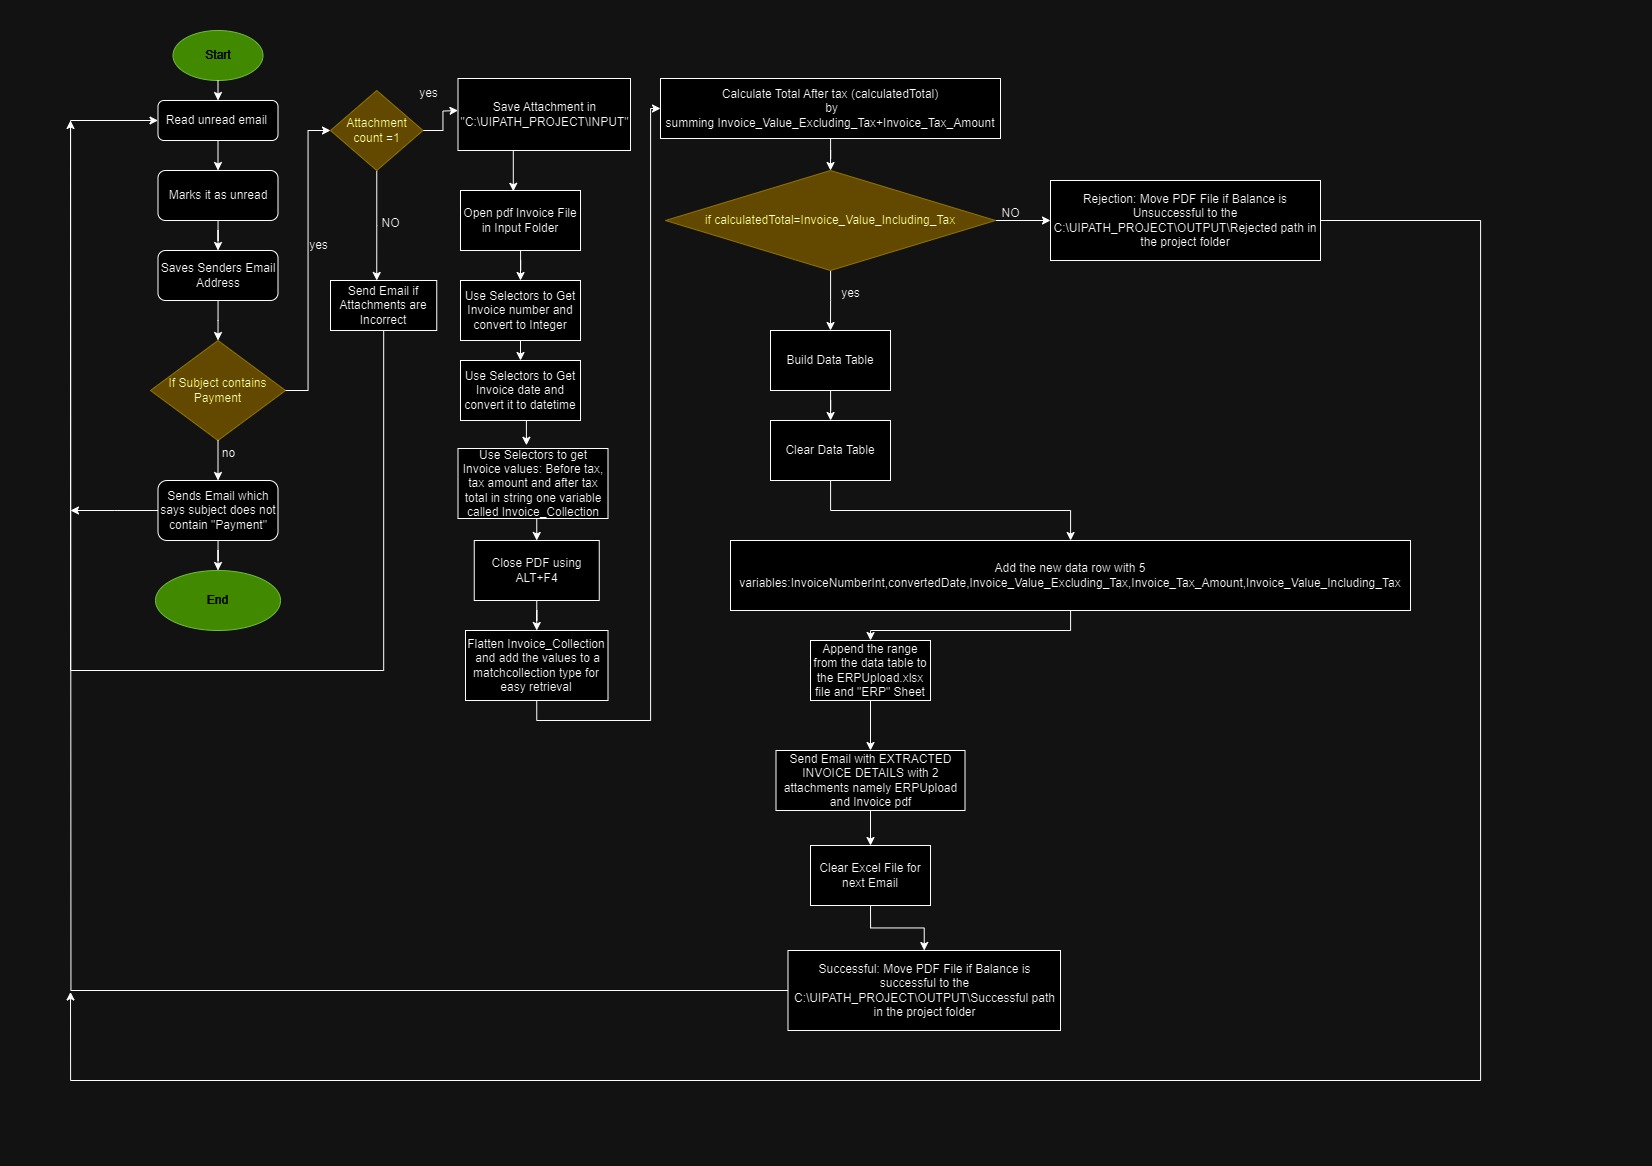 Start
Read unread email
Marks it as unread
Saves Senders Email
Address
If Subject contains
Payment
yes
no
Sends Email which
says subject does not
contain "Payment"
End
Attachment
count =1
yes
NO
Send Email if
Attachments are
Incorrect
Save Attachment in
"C:\UIPATH_PROJECT\INPUT"
Open pdf Invoice File
in Input Folder
Use Selectors to Get
Invoice number and
convert to Integer
Use Selectors to Get
Invoice date and
convert it to datetime
Use Selectors to get
Invoice values: Before tax,
tax amount and after tax
total in string one variable
called Invoice_Collection
Close PDF using
ALT+F4
Flatten Invoice_Collection
and add the values to a
matchcollection type for
easy retrieval
Calculate Total After tax (calculatedTotal)
by
summing Invoice_Value_Excluding_Tax+Invoice_Tax_Amount
if calculatedTotal=Invoice_Value_Including_Tax
NO
Rejection: Move PDF File if Balance is
Unsuccessful to the
C:\UIPATH_PROJECT\OUTPUT\Rejected path in
the project folder
yes
Build Data Table
Clear Data Table
Add the new data row with 5
variables:InvoiceNumberInt,convertedDate,Invoice_Value_Excluding_Tax,Invoice_Tax_Amount,Invoice_Value_Including_Tax
Append the range
from the data table to
the ERPUpload.xlsx
file and "ERP" Sheet
Send Email with EXTRACTED
INVOICE DETAILS with 2
attachments namely ERPUpload
and Invoice pdf
Clear Excel File for
next Email
Successful: Move PDF File if Balance is
successful to the
C:\UIPATH_PROJECT\OUTPUT\Successful path
in the project folder